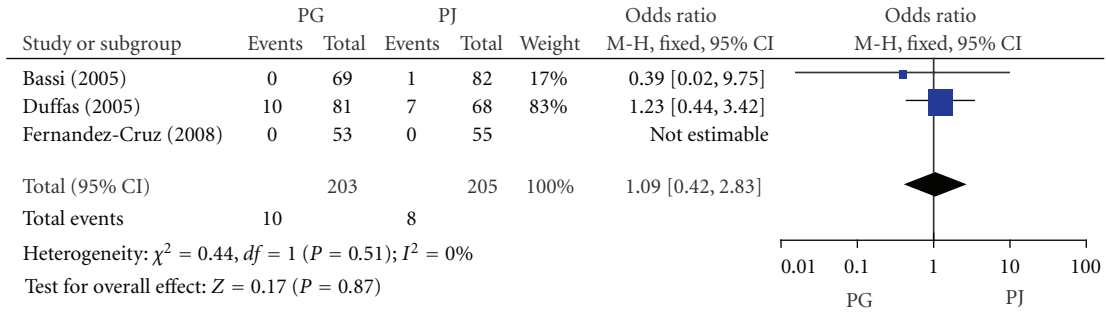 PG PJ Odds ratio Odds ratio
Study or subgroup Events Total Events Total Weight M-H, fixed, 95% CI M-H, fixed, 95% CI
Bassi (2005) 0 69 1 82 17% 0.39 [0.02, 9.75]
Duffas (2005) 10 81 7 68 83% 1.23 [0.44, 3.42]
Fernandez-Cruz (2008) 0 53 0 55 Not estimable
Total (95% CI) 203 205 100% 1.09 [0.42, 2.83]
Total events 10 8
Heterogeneity: χ² = 0.44, df = 1 (P = 0.51); I² = 0%
Test for overall effect: Z = 0.17 (P = 0.87)
0.01 0.1 1 10 100
PG PJ